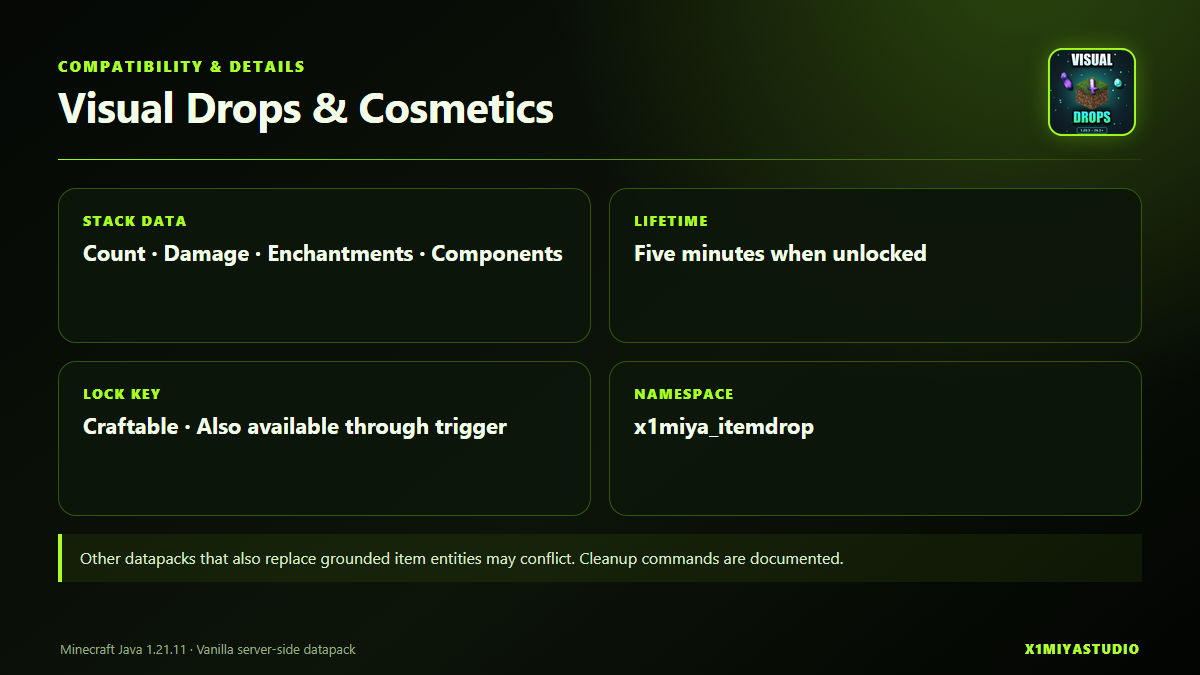 COMPATIBILITY & DETAILS
Visual Drops & Cosmetics
VISUAL
DROPS
STACK DATA
Count · Damage · Enchantments · Components
LIFETIME
Five minutes when unlocked
LOCK KEY
Craftable · Also available through trigger
NAMESPACE
x1miya_itemdrop
Other datapacks that also replace grounded item entities may conflict. Cleanup commands are documented.
Minecraft Java 1.21.11 · Vanilla server-side datapack
X1MIYASTUDIO